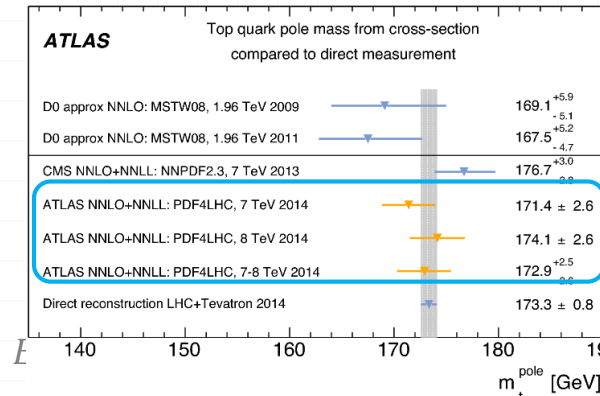 ATLAS
Top quark pole mass from cross-section
compared to direct measurement
D0 approx NNLO: MSTW08, 1.96 TeV 2009 169.1 +5.9 - 5.1
D0 approx NNLO: MSTW08, 1.96 TeV 2011 167.5 +5.2 - 4.7
CMS NNLO+NNLL: NNPDF2.3, 7 TeV 2013 176.7 +3.0
ATLAS NNLO+NNLL: PDF4LHC, 7 TeV 2014 171.4 ± 2.6
ATLAS NNLO+NNLL: PDF4LHC, 8 TeV 2014 174.1 ± 2.6
ATLAS NNLO+NNLL: PDF4LHC, 7-8 TeV 2014 172.9 +2.5
Direct reconstruction LHC+Tevatron 2014 173.3 ± 0.8
140 150 160 170 180
m pole [GeV]